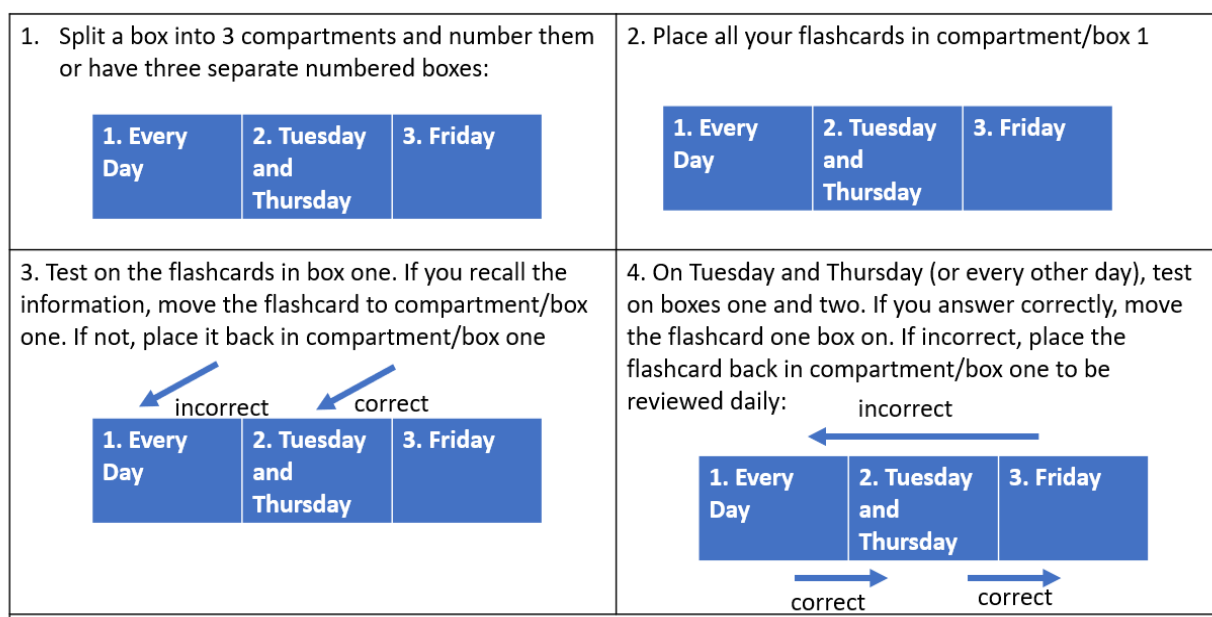 1. Split a box into 3 compartments and number them
or have three separate numbered boxes:
1. Every
Day
2. Tuesday
and
Thursday
3. Friday
2. Place all your flashcards in compartment/box 1
1. Every
Day
2. Tuesday
and
Thursday
3. Friday
3. Test on the flashcards in box one. If you recall the
information, move the flashcard to compartment/box
one. If not, place it back in compartment/box one
incorrect
correct
1. Every
Day
2. Tuesday
and
Thursday
3. Friday
4. On Tuesday and Thursday (or every other day), test
on boxes one and two. If you answer correctly, move
the flashcard one box on. If incorrect, place the
flashcard back in compartment/box one to be
reviewed daily:
incorrect
1. Every
Day
2. Tuesday
and
Thursday
3. Friday
correct
correct